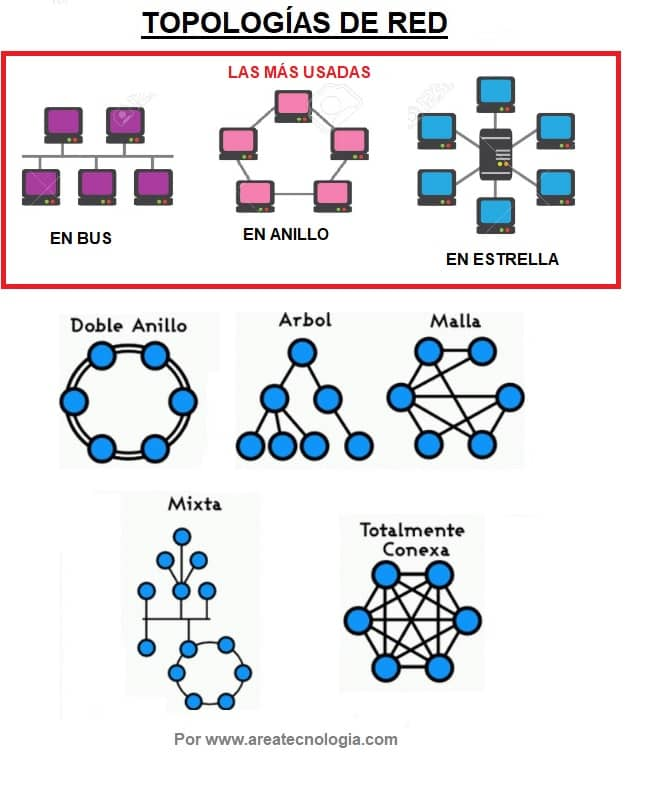 TOPOLOGÍAS DE RED
LAS MÁS USADAS
EN BUS
EN ANILLO
EN ESTRELLA
Doble Anillo
Arbol
Malla
Mixta
Totalmente
Conexa
Por www.areatecnologia.com